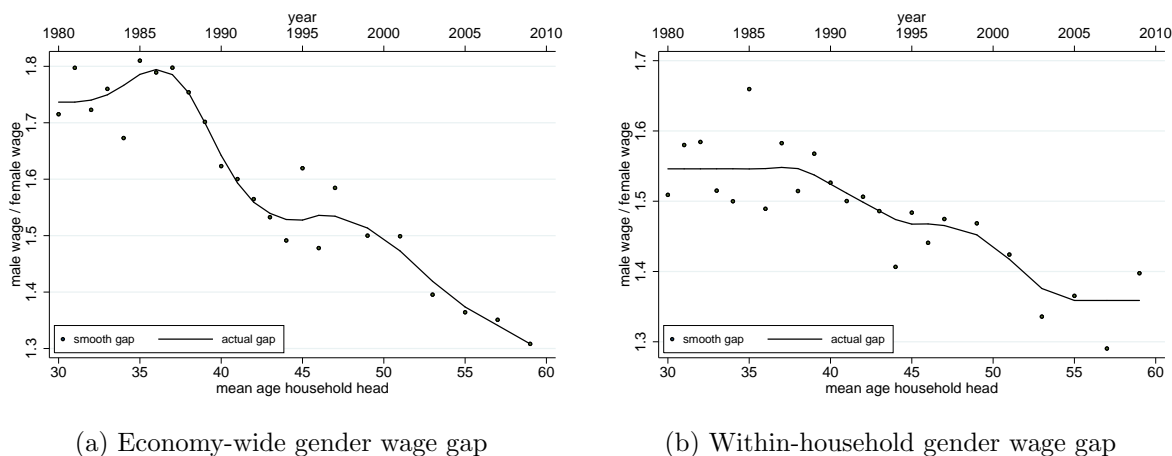 year
1980 1985 1990 1995 2000 2005 2010
male wage / female wage
1.8
1.7
1.6
1.5
1.4
1.3
smooth gap actual gap
30 35 40 45 50 55 60
mean age household head
(a) Economy-wide gender wage gap
year
1980 1985 1990 1995 2000 2005 2010
male wage / female wage
1.7
1.6
1.5
1.4
1.3
smooth gap actual gap
30 35 40 45 50 55 60
mean age household head
(b) Within-household gender wage gap